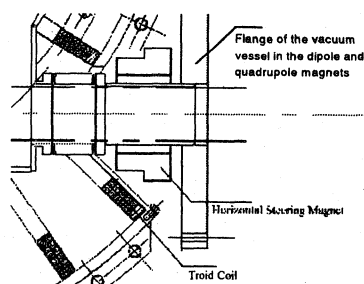 Flange of the vacuum
vessel in the dipole and
quadrupole magnets
Horizontal Steering Magnet
Troid Coil